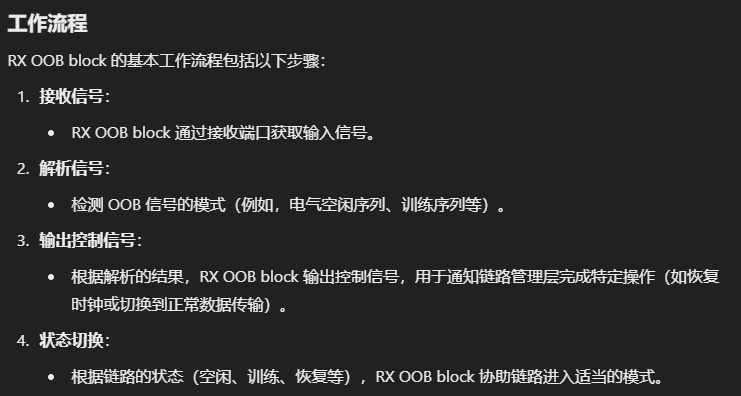 工作流程
RX OOB block 的基本工作流程包括以下步骤：
1. 接收信号：
• RX OOB block 通过接收端口获取输入信号。
2. 解析信号：
• 检测 OOB 信号的模式（例如，电气空闲序列、训练序列等）。
3. 输出控制信号：
• 根据解析的结果，RX OOB block 输出控制信号，用于通知链路管理层完成特定操作（如恢复
时钟或切换到正常数据传输）。
4. 状态切换：
• 根据链路的状态（空闲、训练、恢复等），RX OOB block 协助链路进入适当的模式。